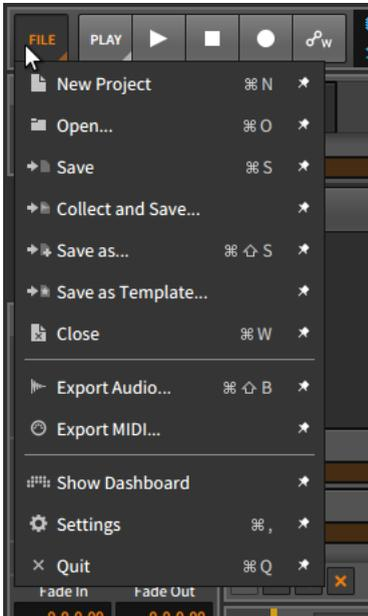 FILE PLAY W
New Project ⌘ N
Open... ⌘ O
Save ⌘ S
Collect and Save...
Save as... ⌘ ⇧ S
Save as Template...
Close ⌘ W
Export Audio... ⌘ ⇧ B
Export MIDI...
Show Dashboard
Settings ⌘ ,
Quit ⌘ Q
Fade In Fade Out